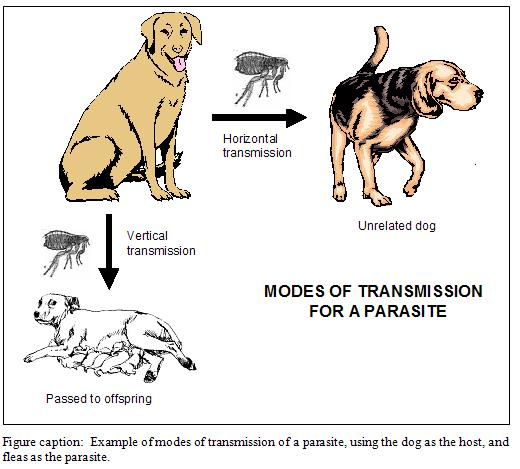 Horizontal
transmission
Unrelated dog
Vertical
transmission
MODES OF TRANSMISSION
FOR A PARASITE
Passed to offspring
Figure caption:  Example of modes of transmission of a parasite, using the dog as the host, and
fleas as the parasite.